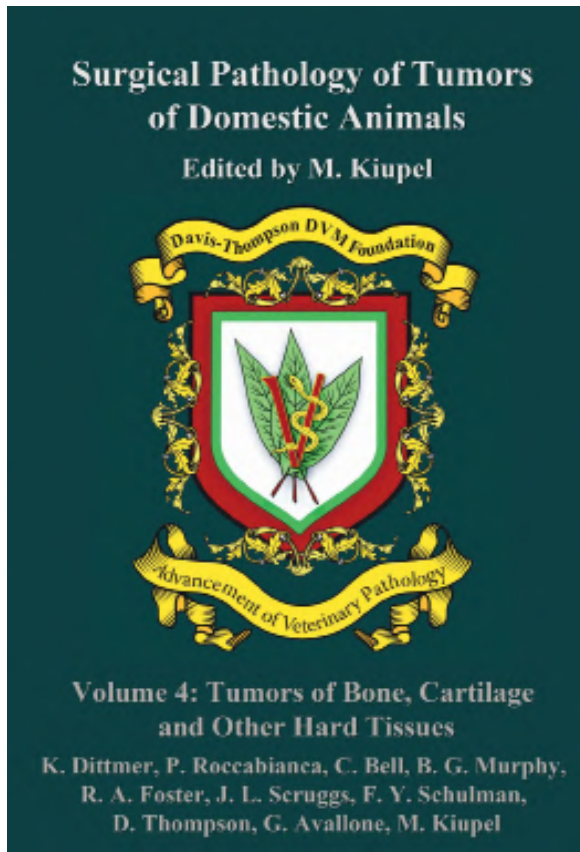 Surgical Pathology of Tumors
of Domestic Animals
Edited by M. Kiupel
Davis-Thompson DVM Foundation
Advancement of Veterinary Pathology
Volume 4: Tumors of Bone, Cartilage
and Other Hard Tissues
K. Dittmer, P. Roccabianca, C. Bell, B. G. Murphy,
R. A. Foster, J. L. Scruggs, F. Y. Schulman,
D. Thompson, G. Avallone, M. Kiupel